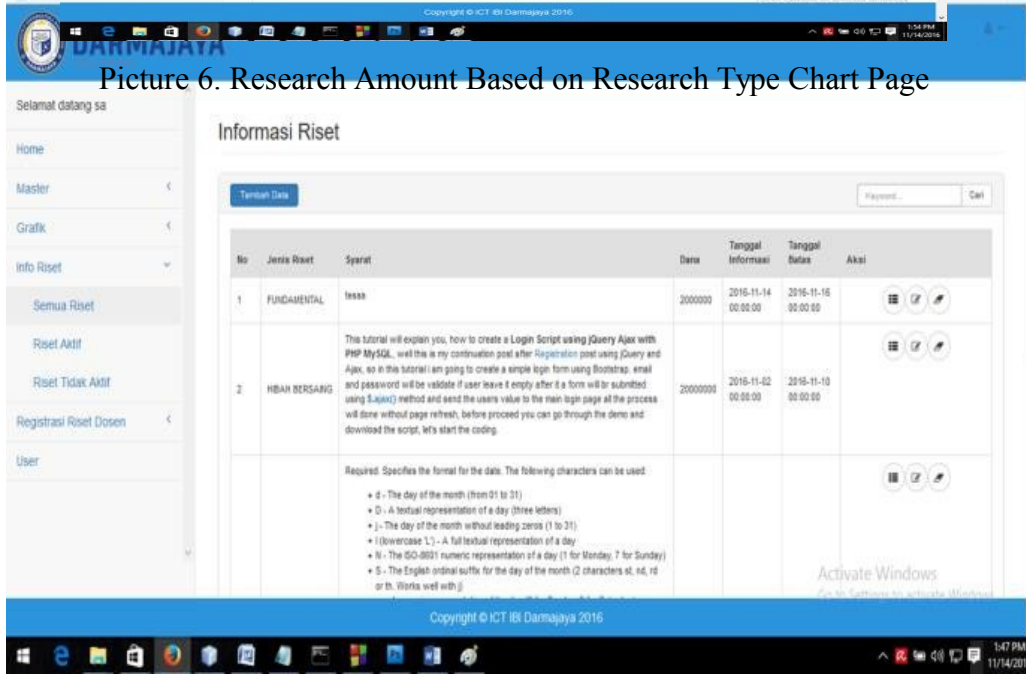 Copyright © ICT IBI Darmajaya 2016
1:54 PM
11/14/2016
DARMAJAYA
Picture 6. Research Amount Based on Research Type Chart Page
Selamat datang sa
Informasi Riset
Home
Master
Tambah Data
Keyword...
Cari
Grafik
Info Riset
No Jenis Riset Syarat Dana Tanggal Informasi Tanggal Batas Aksi
Semua Riset
1 FUNDAMENTAL tesss 2000000 2016-11-14 00:00:00 2016-11-16 00:00:00
Riset Aktif
Riset Tidak Aktif
Registrasi Riset Dosen
User
2 HIBAH BERSAING 20000000 2016-11-02 00:00:00 2016-11-10 00:00:00
This tutorial will explain you, how to create a Login Script using jQuery Ajax with
PHP MySQL, well this is my continuation post after Registration post using jQuery and
Ajax, so in this tutorial i am going to create a simple login form using Bootstrap, email
and password will be validate if user leave it empty after it a form will br submitted
using $.ajax() method and send the users value to the main login page all the process
will done without page refresh, before proceed you can go through the demo and
download the script, let's start the coding.
Required. Specifies the format for the date. The following characters can be used:
d - The day of the month (from 01 to 31)
D - A textual representation of a day (three letters)
j - The day of the month without leading zeros (1 to 31)
l (lowercase 'L') - A full textual representation of a day
N - The ISO-8601 numeric representation of a day (1 for Monday, 7 for Sunday)
S - The English ordinal suffix for the day of the month (2 characters st, nd, rd
or th. Works well with j)
Activate Windows
Go to Settings to activate Windows
Copyright © ICT IBI Darmajaya 2016
1:47 PM
11/14/201